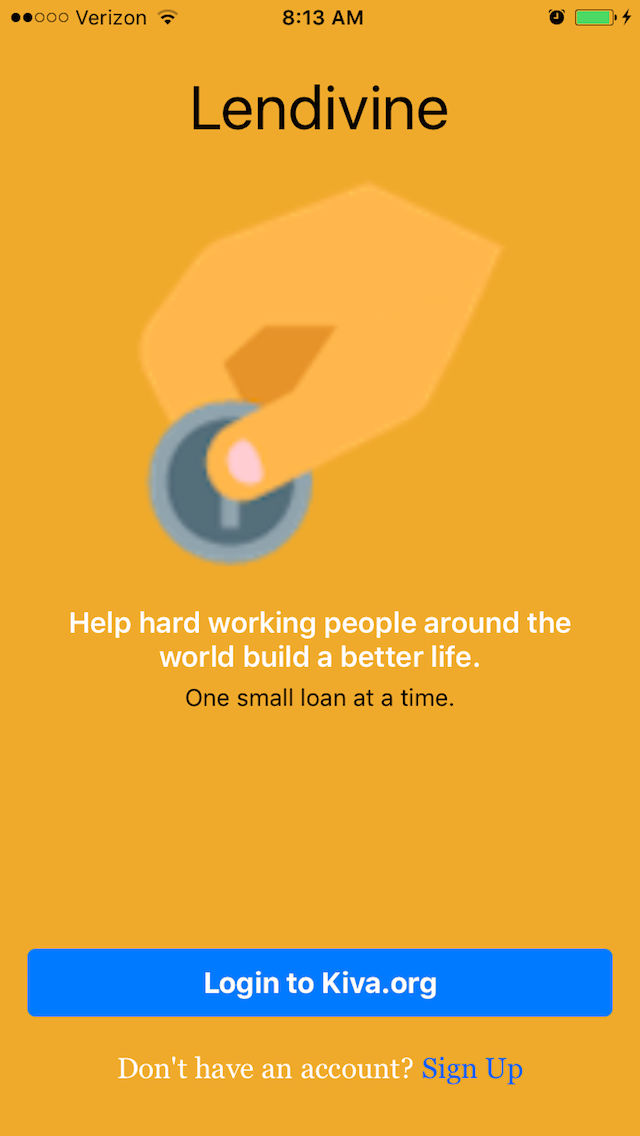 Verizon 8:13 AM
Lendivine
Help hard working people around the
world build a better life.
One small loan at a time.
Login to Kiva.org
Don't have an account? Sign Up